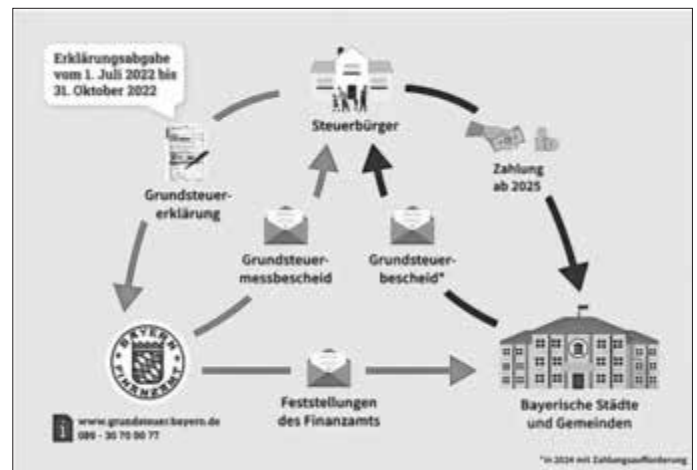 Erklärungsabgabe
vom 1. Juli 2022 bis
31. Oktober 2022
Steuerbürger
Grundsteuer-
erklärung
Zahlung
ab 2025
Grundsteuer-
messbescheid
Grundsteuer-
bescheid*
BAYERN
FINANZAMT
Feststellungen
des Finanzamts
Bayerische Städte
und Gemeinden
www.grundsteuer.bayern.de
089 - 30 70 00 77
*in 2024 mit Zahlungsaufforderung